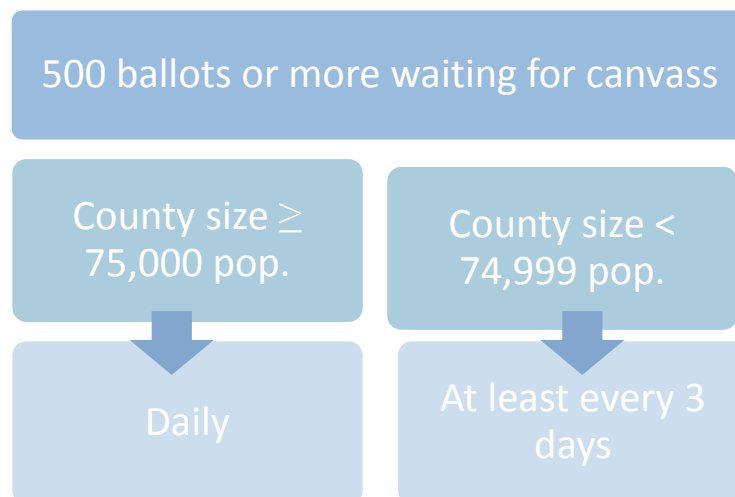 500 ballots or more waiting for canvass
County size ≥
75,000 pop.
County size <
74,999 pop.
Daily
At least every 3
days